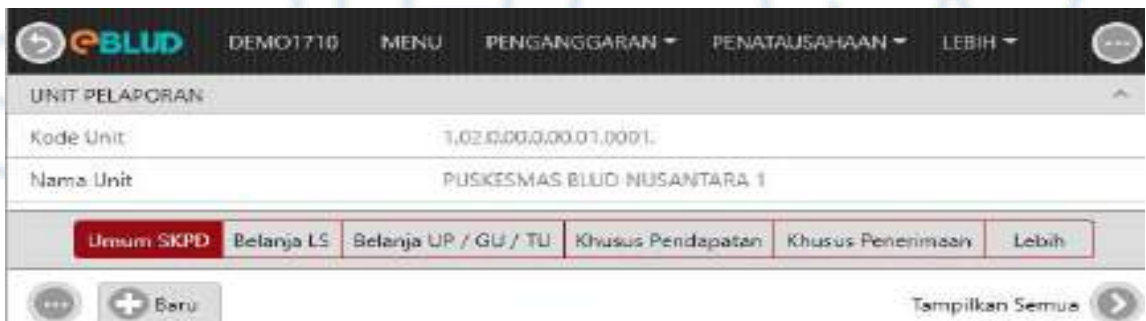 eBLUD DEMO1710 MENU PENGANGGARAN PENATAUSAHAAN LEBIH
UNIT PELAPORAN
Kode Unit 1.02.0.00.0.00.01.0001.
Nama Unit PUSKESMAS BLUD NUSANTARA 1
Umum SKPD Belanja LS Belanja UP / GU / TU Khusus Pendapatan Khusus Penerimaan Lebih
Baru Tampilkan Semua